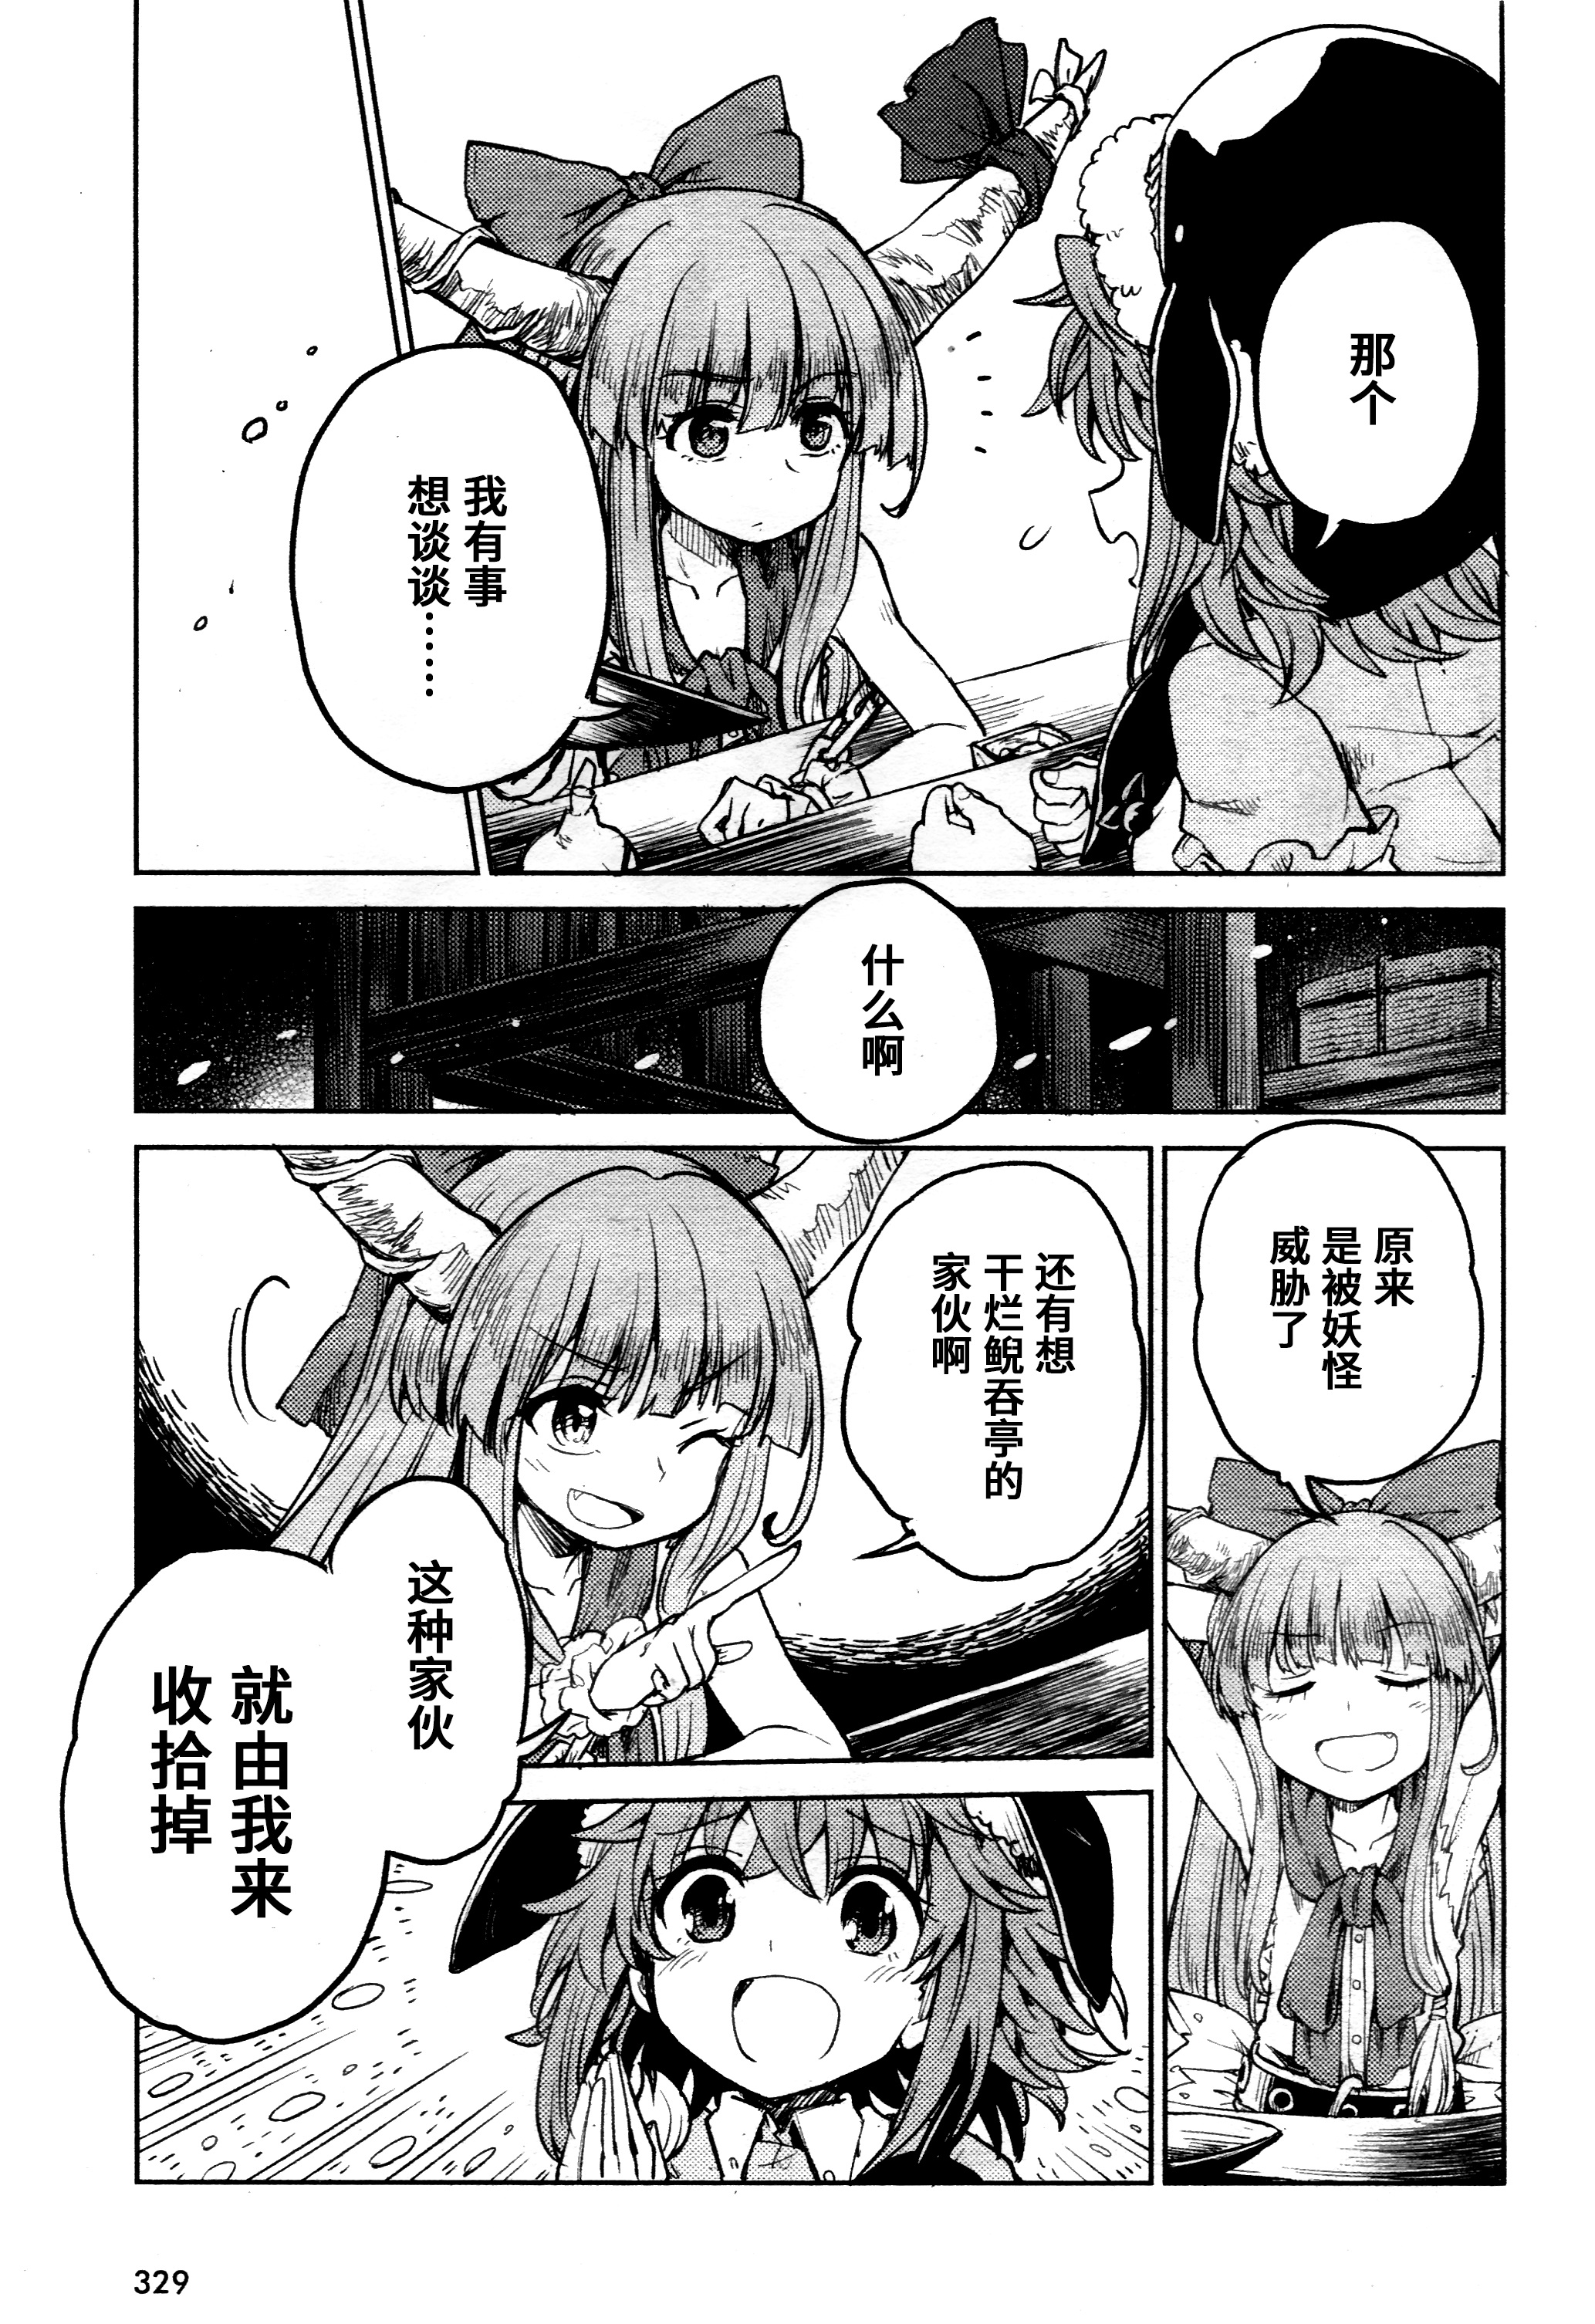 那个
我有事
想谈谈……
什么啊
原来
是被妖怪
威胁了
还有想
干烂鲵吞亭的
家伙啊
这种家伙
就由我来
收拾掉
329